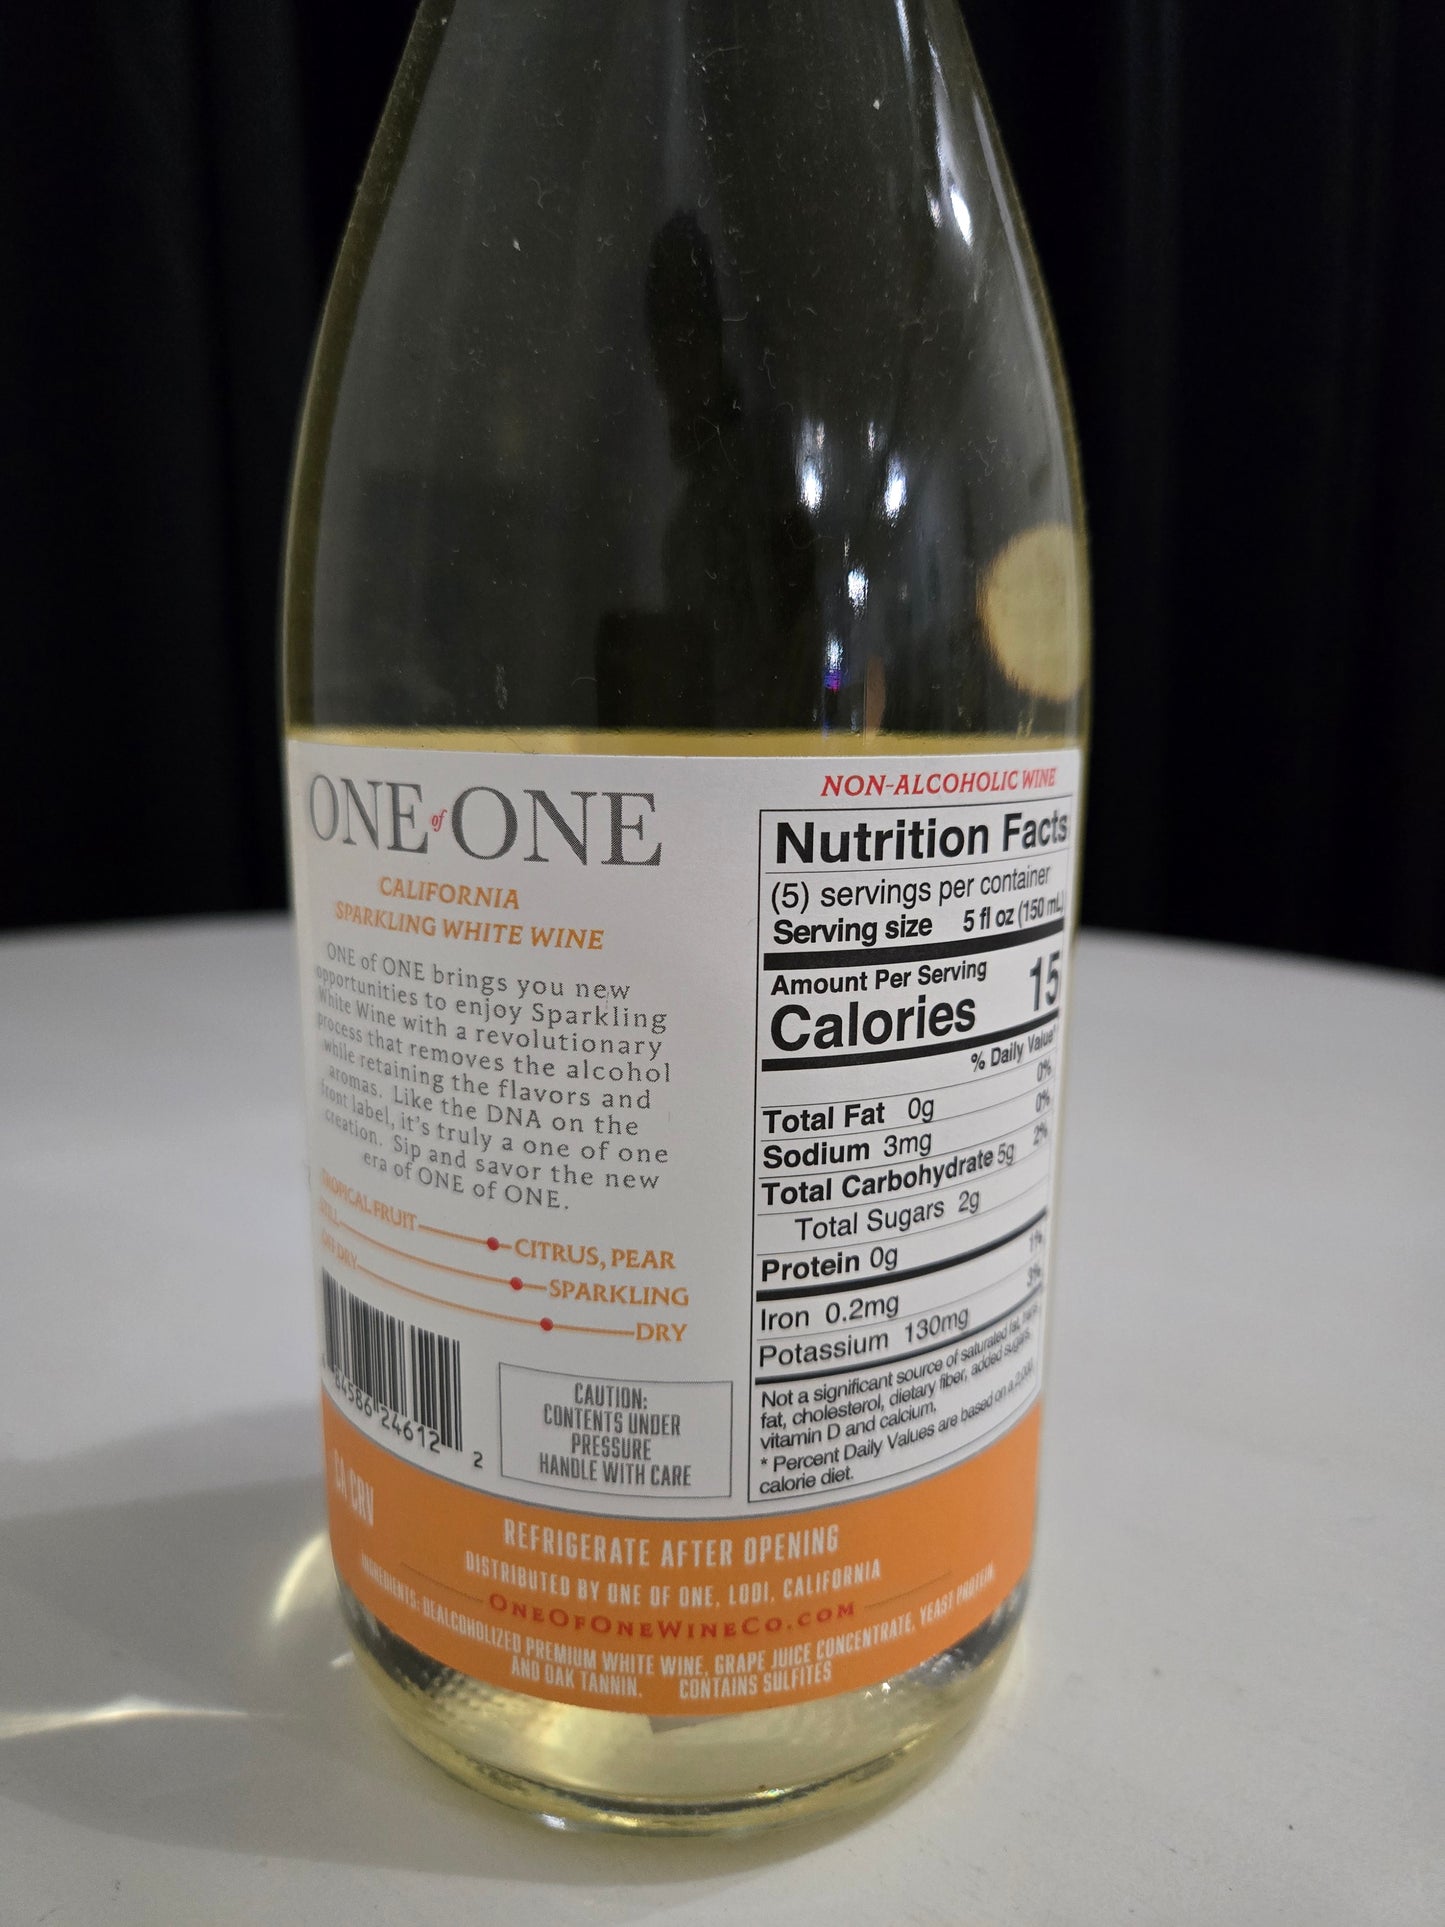 ONE of ONE
CALIFORNIA
SPARKLING WHITE WINE
ONE of ONE brings you new
opportunities to enjoy Sparkling
White Wine with a revolutionary
process that removes the alcohol
while retaining the flavors and
aromas. Like the DNA on the
front label, it's truly a one of one
creation. Sip and savor the new
era of ONE of ONE.
TROPICAL FRUIT CITRUS, PEAR
STILL SPARKLING
OFF DRY DRY
84586 24612 2
CAUTION:
CONTENTS UNDER
PRESSURE
HANDLE WITH CARE
NON-ALCOHOLIC WINE
Nutrition Facts
(5) servings per container
Serving size 5 fl oz (150 mL)
Amount Per Serving
Calories 15
% Daily Value*
Total Fat 0g 0%
Sodium 3mg 0%
Total Carbohydrate 5g 2%
Total Sugars 2g
Protein 0g
Iron 0.2mg 1%
Potassium 130mg 3%
Not a significant source of saturated fat, trans
fat, cholesterol, dietary fiber, added sugars,
vitamin D and calcium.
* Percent Daily Values are based on a 2,000
calorie diet.
CA CRV
REFRIGERATE AFTER OPENING
DISTRIBUTED BY ONE OF ONE, LODI, CALIFORNIA
ONEOFONEWINECO.COM
INGREDIENTS: DEALCOHOLIZED PREMIUM WHITE WINE, GRAPE JUICE CONCENTRATE, YEAST PROTEIN,
AND OAK TANNIN. CONTAINS SULFITES